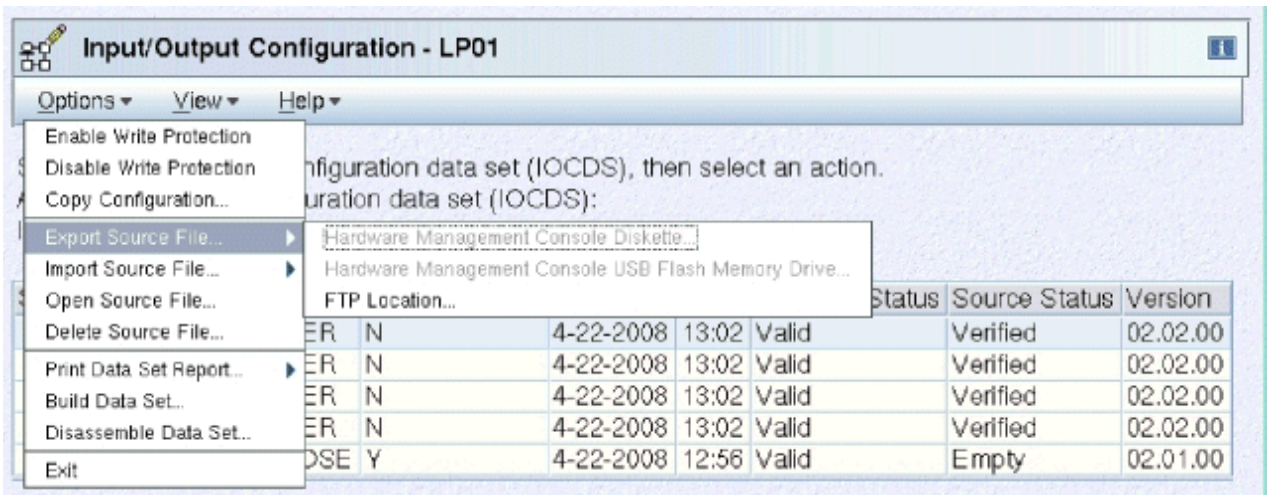 Input/Output Configuration - LP01
Options View Help
Enable Write Protection
Disable Write Protection
nfiguration data set (IOCDS), then select an action.
Copy Configuration...
uration data set (IOCDS):
Export Source File...
Hardware Management Console Diskette...
Import Source File...
Hardware Management Console USB Flash Memory Drive...
Open Source File...
FTP Location...
Status Source Status Version
Delete Source File...
ER N 4-22-2008 13:02 Valid Verified 02.02.00
Print Data Set Report...
ER N 4-22-2008 13:02 Valid Verified 02.02.00
Build Data Set...
ER N 4-22-2008 13:02 Valid Verified 02.02.00
Disassemble Data Set...
ER N 4-22-2008 13:02 Valid Verified 02.02.00
Exit
OSE Y 4-22-2008 12:56 Valid Empty 02.01.00